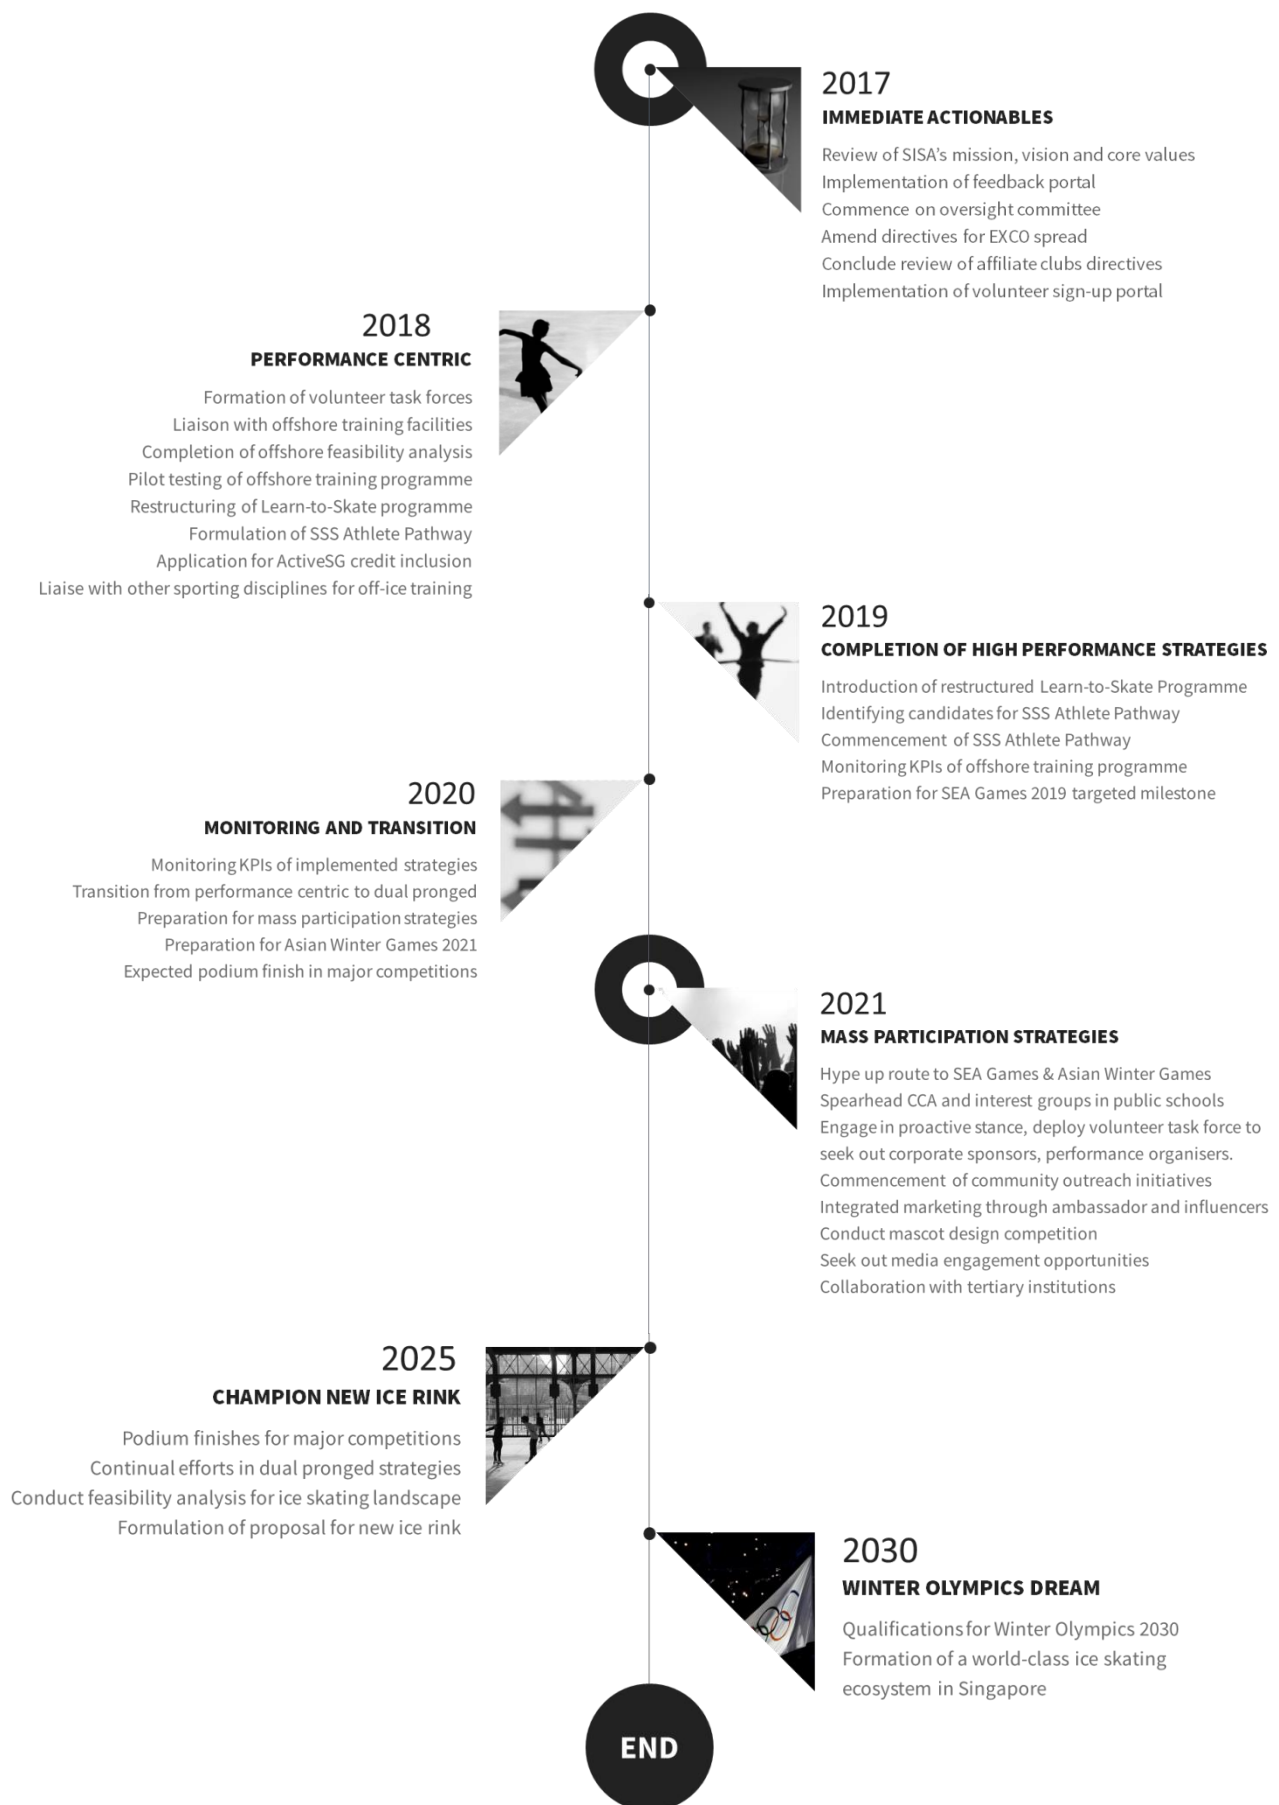 2017
IMMEDIATE ACTIONABLES
Review of SISA's mission, vision and core values
Implementation of feedback portal
Commence on oversight committee
Amend directives for EXCO spread
Conclude review of affiliate clubs directives
Implementation of volunteer sign-up portal
2018
PERFORMANCE CENTRIC
Formation of volunteer task forces
Liaison with offshore training facilities
Completion of offshore feasibility analysis
Pilot testing of offshore training programme
Restructuring of Learn-to-Skate programme
Formulation of SSS Athlete Pathway
Application for ActiveSG credit inclusion
Liaise with other sporting disciplines for off-ice training
2019
COMPLETION OF HIGH PERFORMANCE STRATEGIES
Introduction of restructured Learn-to-Skate Programme
Identifying candidates for SSS Athlete Pathway
Commencement of SSS Athlete Pathway
Monitoring KPIs of offshore training programme
Preparation for SEA Games 2019 targeted milestone
2020
MONITORING AND TRANSITION
Monitoring KPIs of implemented strategies
Transition from performance centric to dual pronged
Preparation for mass participation strategies
Preparation for Asian Winter Games 2021
Expected podium finish in major competitions
2021
MASS PARTICIPATION STRATEGIES
Hype up route to SEA Games & Asian Winter Games
Spearhead CCA and interest groups in public schools
Engage in proactive stance, deploy volunteer task force to
seek out corporate sponsors, performance organisers.
Commencement of community outreach initiatives
Integrated marketing through ambassador and influencers
Conduct mascot design competition
Seek out media engagement opportunities
Collaboration with tertiary institutions
2025
CHAMPION NEW ICE RINK
Podium finishes for major competitions
Continual efforts in dual pronged strategies
Conduct feasibility analysis for ice skating landscape
Formulation of proposal for new ice rink
2030
WINTER OLYMPICS DREAM
Qualifications for Winter Olympics 2030
Formation of a world-class ice skating
ecosystem in Singapore
END